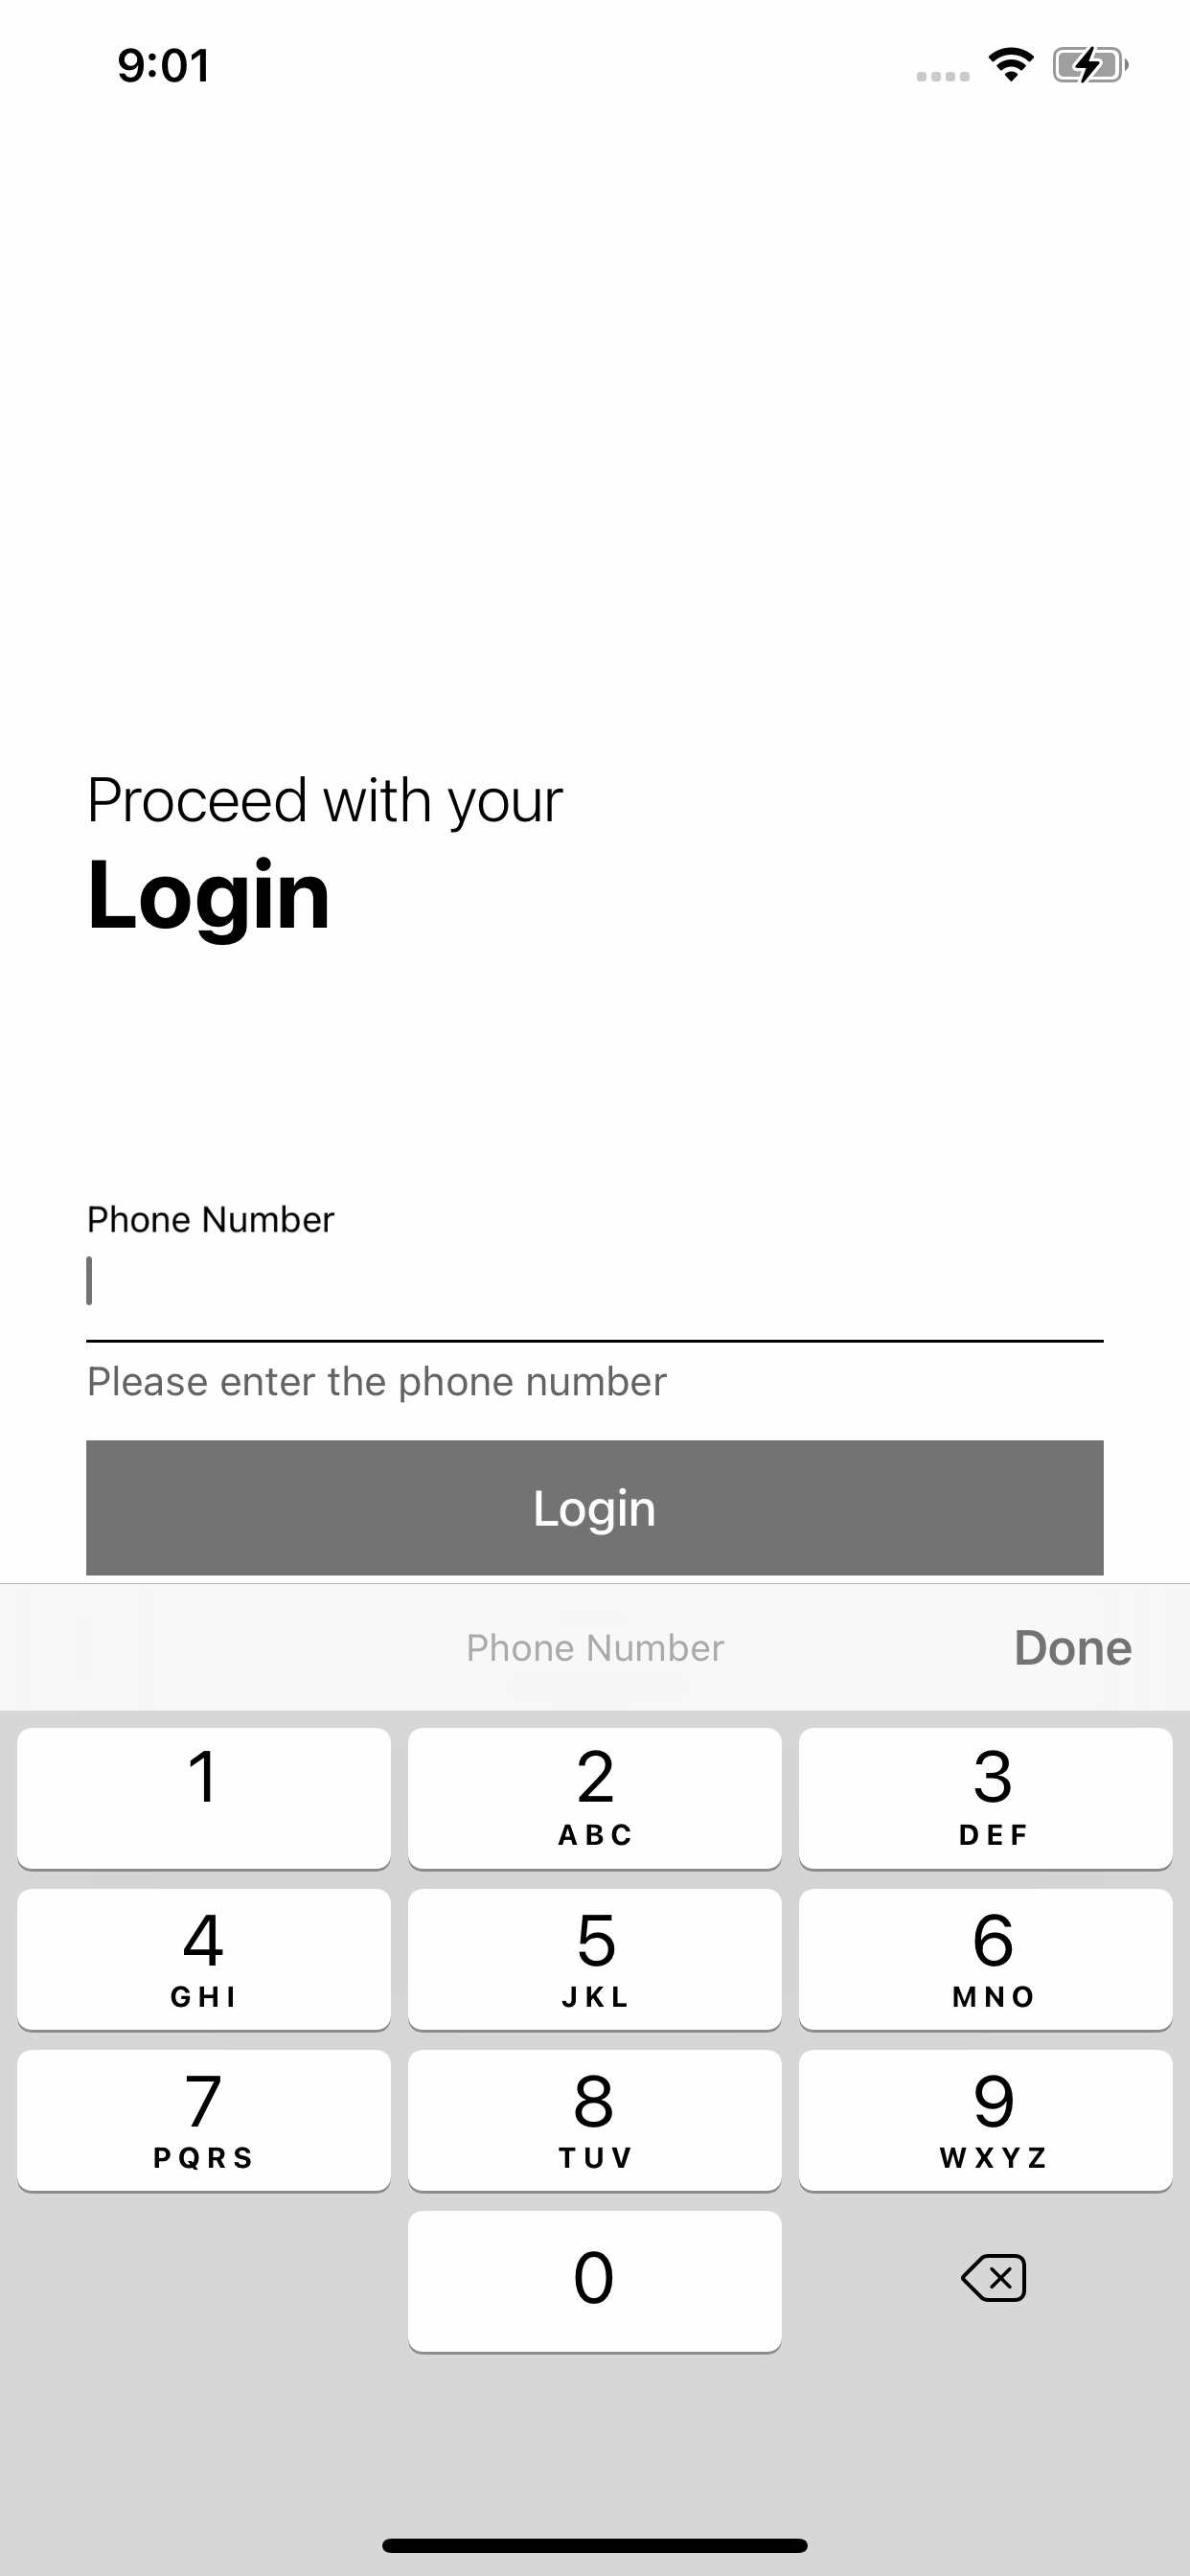 9:01
Proceed with your
Login
Phone Number
Please enter the phone number
Login
Phone Number Done
1 2 3
ABC DEF
4 5 6
GHI JKL MNO
7 8 9
PQRS TUV WXYZ
0